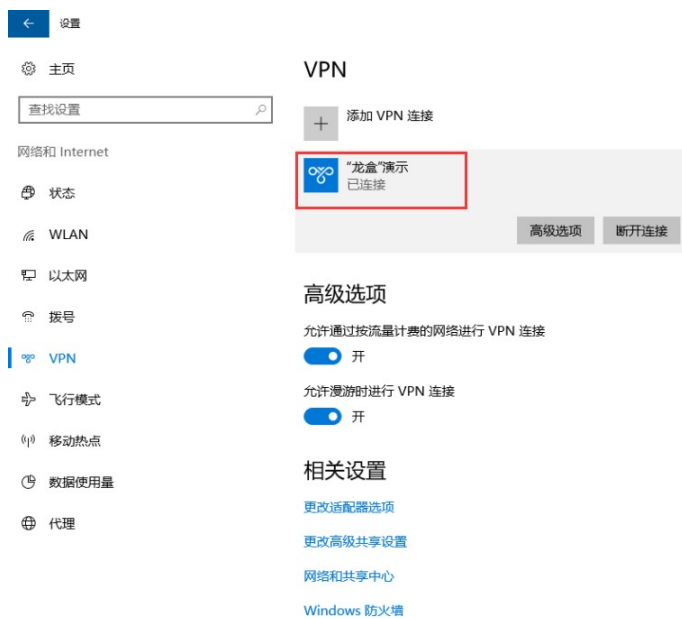 设置
主页
查找设置
网络和 Internet
状态
WLAN
以太网
拨号
VPN
飞行模式
移动热点
数据使用量
代理
VPN
添加 VPN 连接
"龙盒"演示
已连接
高级选项 断开连接
高级选项
允许通过按流量计费的网络进行 VPN 连接
开
允许漫游时进行 VPN 连接
开
相关设置
更改适配器选项
更改高级共享设置
网络和共享中心
Windows 防火墙